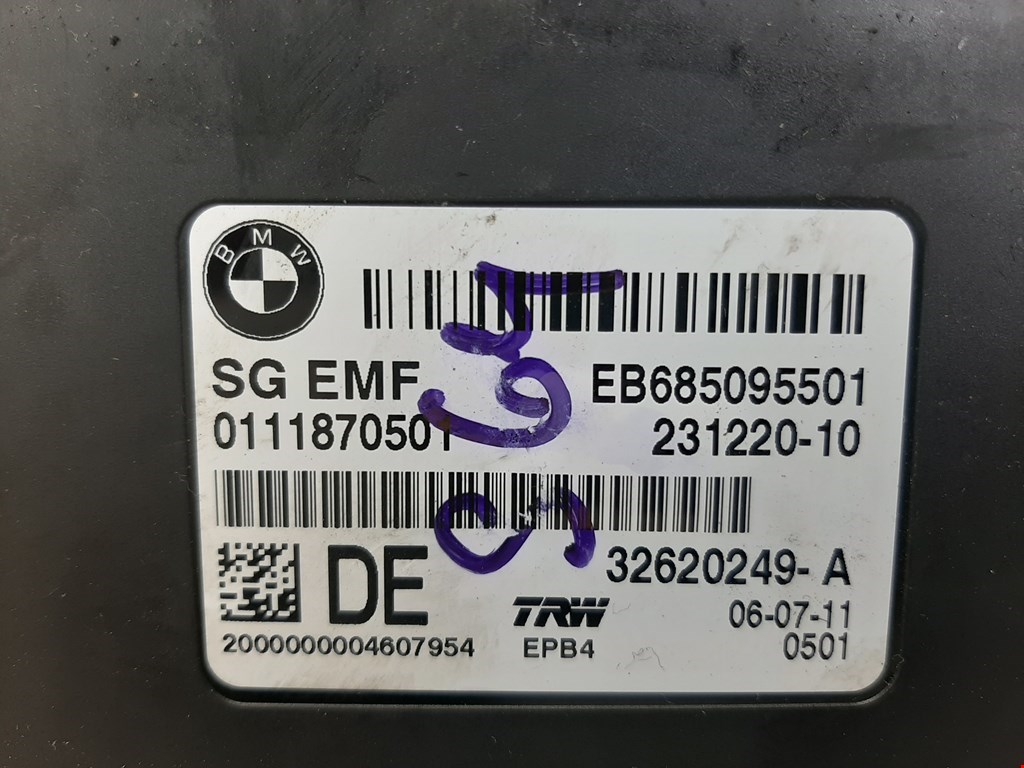 BMW
SG EMF EB685095501
0111870501 231220-10
DE 32620249- A
TRW 06-07-11
2000000004607954 EPB4 0501